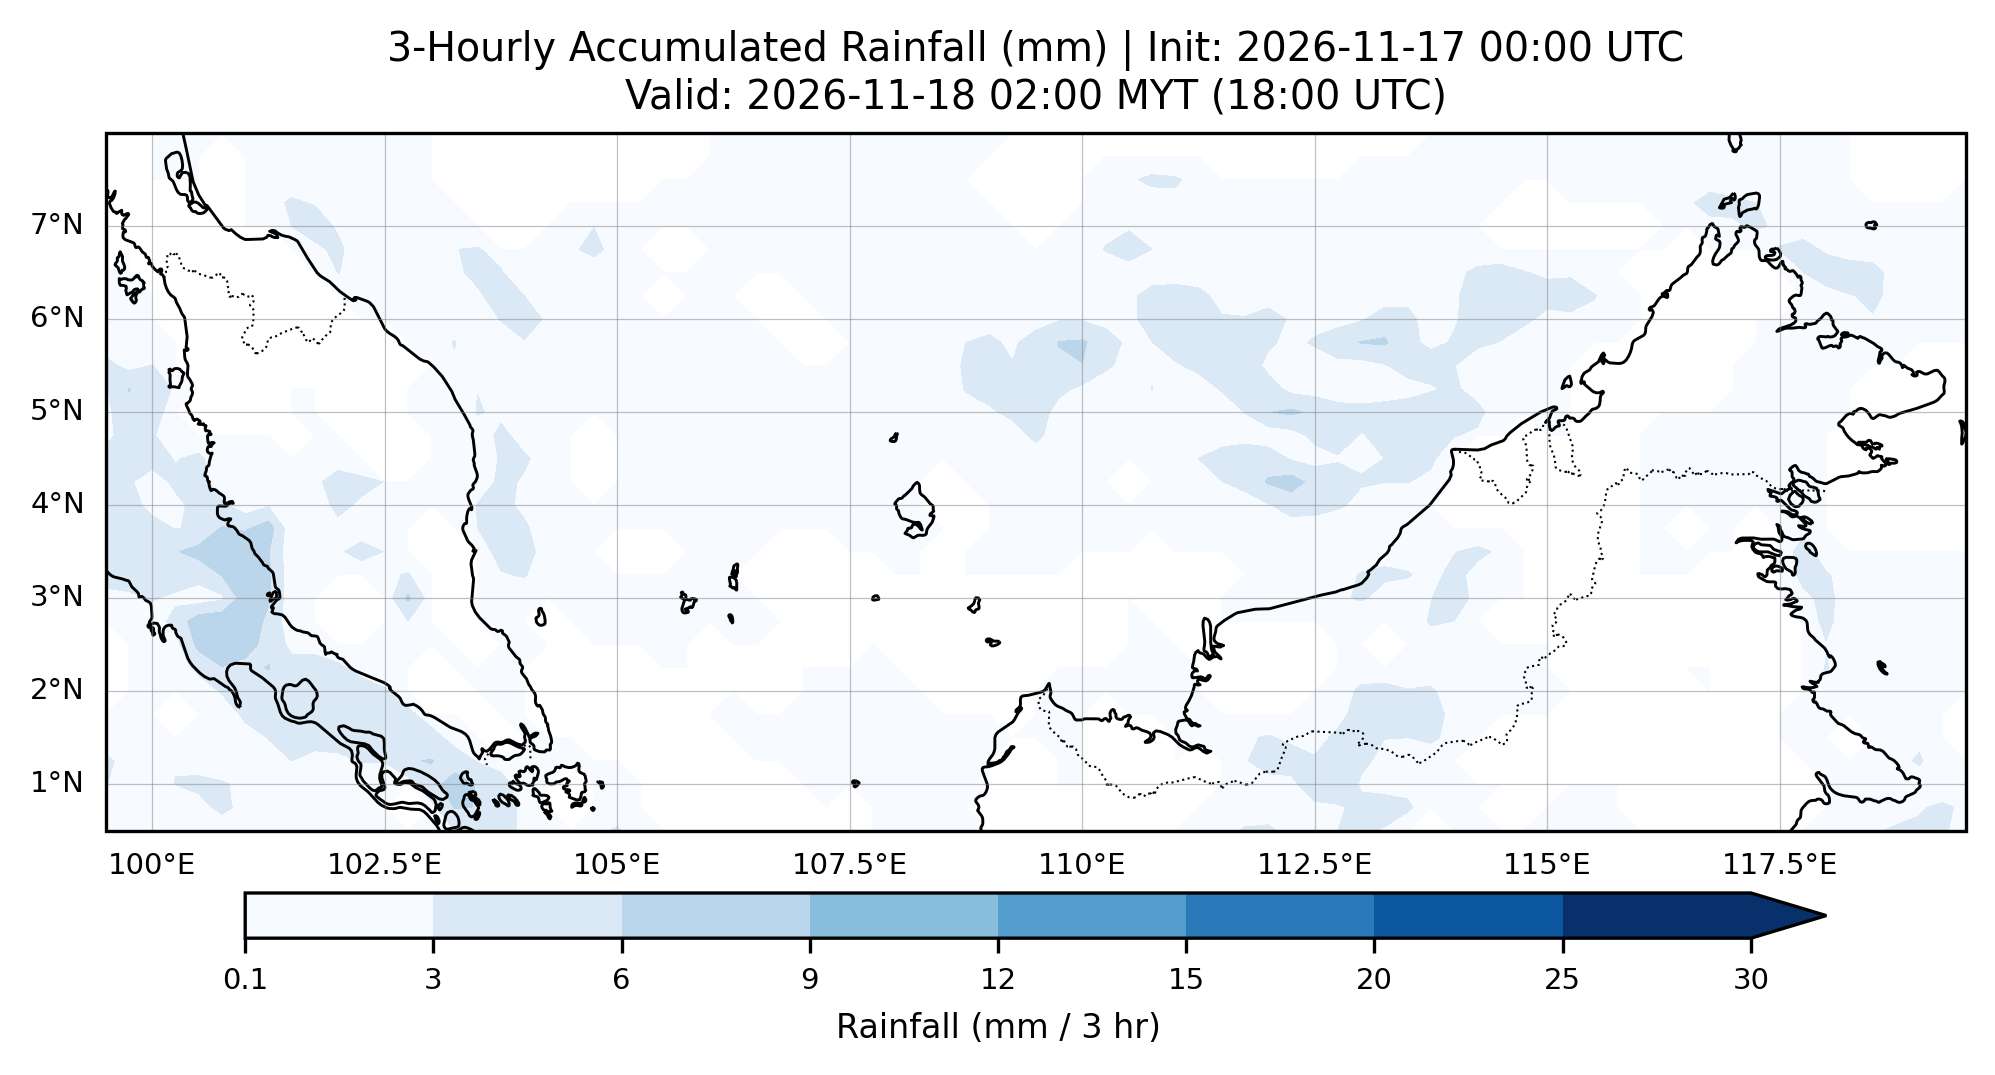 3-Hourly Accumulated Rainfall (mm) | Init: 2026-11-17 00:00 UTC
Valid: 2026-11-18 02:00 MYT (18:00 UTC)
7°N
6°N
5°N
4°N
3°N
2°N
1°N
100°E 102.5°E 105°E 107.5°E 110°E 112.5°E 115°E 117.5°E
0.1 3 6 9 12 15 20 25 30
Rainfall (mm / 3 hr)